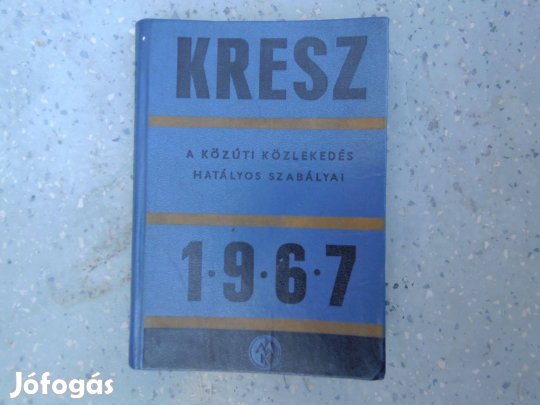 KRESZ
A KÖZÚTI KÖZLEKEDÉS
HATÁLYOS SZABÁLYAI
1·9·6·7
Jófogás